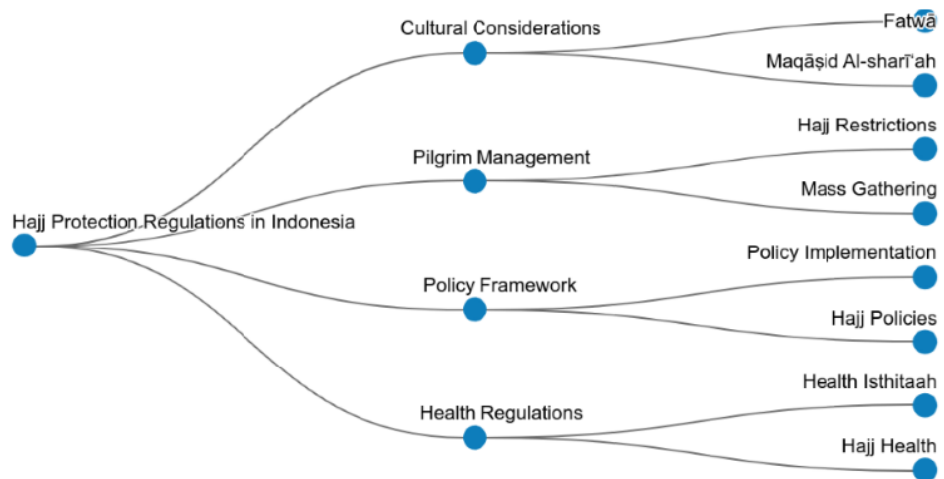 Cultural Considerations
Fatwā
Maqāṣid Al-sharī‘ah
Hajj Restrictions
Pilgrim Management
Mass Gathering
Hajj Protection Regulations in Indonesia
Policy Implementation
Policy Framework
Hajj Policies
Health Isthitaah
Health Regulations
Hajj Health